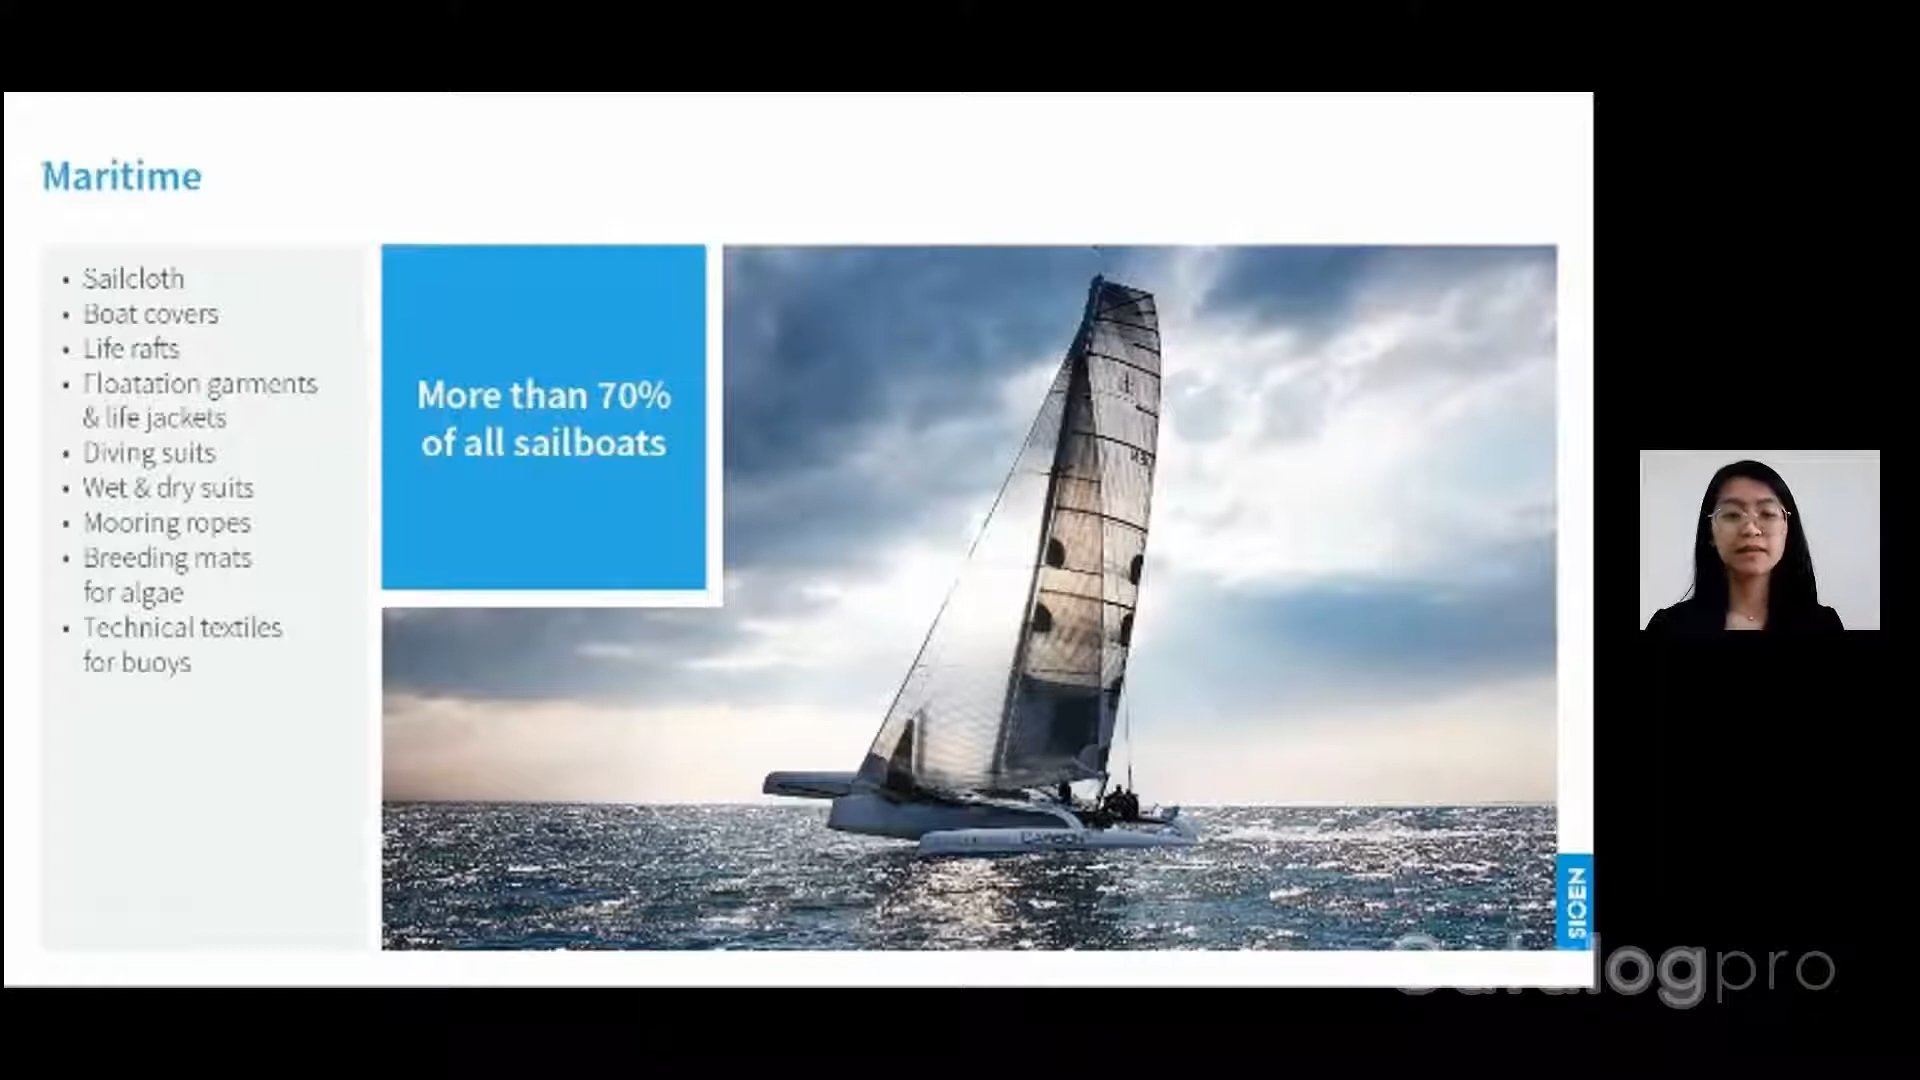 Maritime
• Sailcloth
• Boat covers
• Life rafts
• Floatation garments
& life jackets
• Diving suits
• Wet & dry suits
• Mooring ropes
• Breeding mats
for algae
• Technical textiles
for buoys
More than 70%
of all sailboats
SIOEN
Catalogpro